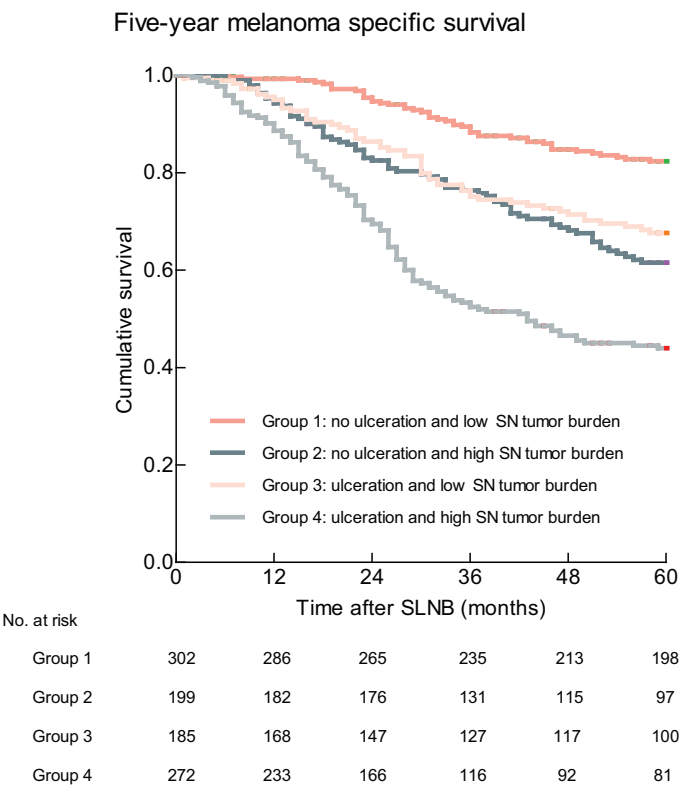 Five-year melanoma specific survival
Cumulative survival
1.0
0.8
0.6
0.4
0.2
0.0
Group 1: no ulceration and low SN tumor burden
Group 2: no ulceration and high SN tumor burden
Group 3: ulceration and low SN tumor burden
Group 4: ulceration and high SN tumor burden
0 12 24 36 48 60
Time after SLNB (months)
No. at risk
Group 1 302 286 265 235 213 198
Group 2 199 182 176 131 115 97
Group 3 185 168 147 127 117 100
Group 4 272 233 166 116 92 81